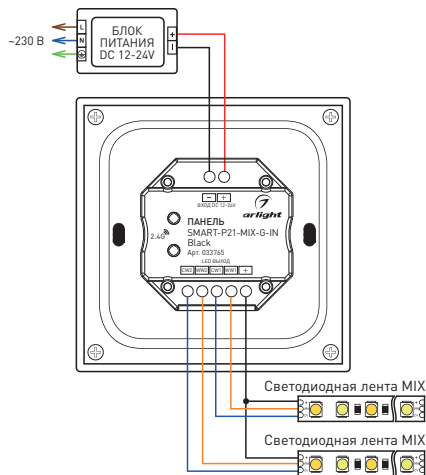 ~230 В
L
N
БЛОК
ПИТАНИЯ
DC 12-24V
+
–
– +
ВХОД DC 12-24V
arlight
2.4G
ПАНЕЛЬ
SMART-P21-MIX-G-IN
Black
Арт. 033765
LED ВЫХОД
CW2 WW2 CW1 WW1 +
Светодиодная лента MIX
Светодиодная лента MIX